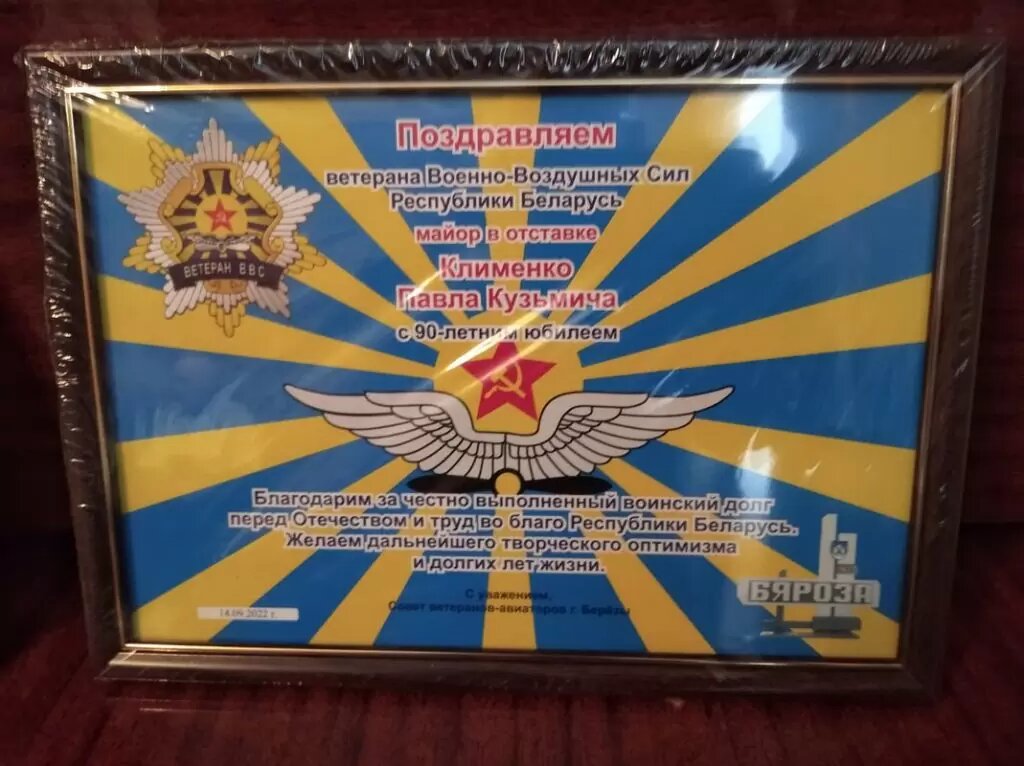 Поздравляем
ветерана Военно-Воздушных Сил
Республики Беларусь
майор в отставке
Клименко
Павла Кузьмича
с 90-летним юбилеем
ВЕТЕРАН ВВС
Благодарим за честно выполненный воинский долг
перед Отечеством и труд во благо Республики Беларусь.
Желаем дальнейшего творческого оптимизма
и долгих лет жизни.
С уважением,
Совет ветеранов-авиаторов г. Берёзы
14.09.2022 г.
БЯРОЗА